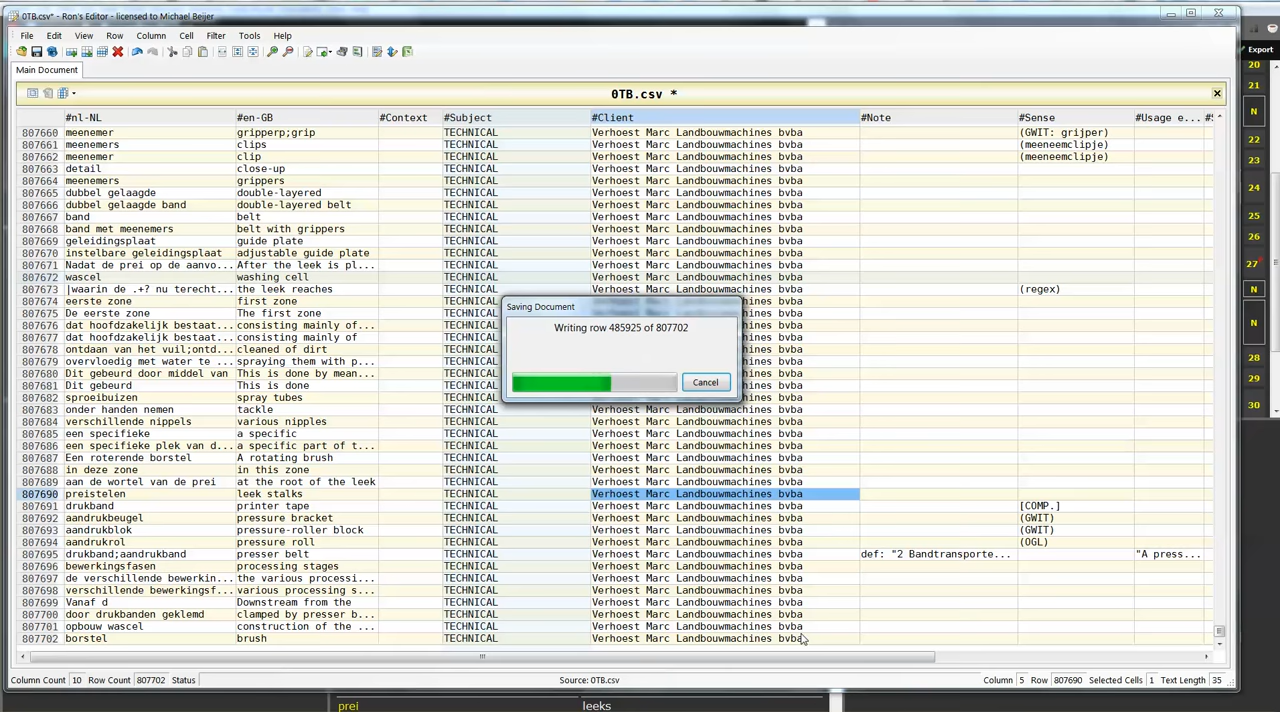 0TB.csv* - Ron's Editor - licensed to Michael Beijer
File Edit View Row Column Cell Filter Tools Help
Main Document
0TB.csv *
#nl-NL #en-GB #Context #Subject #Client #Note #Sense #Usage e...
807660 meenemer gripperp;grip TECHNICAL Verhoest Marc Landbouwmachines bvba (GWIT: grijper)
807661 meenemers clips TECHNICAL Verhoest Marc Landbouwmachines bvba (meeneemclipje)
807662 meenemer clip TECHNICAL Verhoest Marc Landbouwmachines bvba (meeneemclipje)
807663 detail close-up TECHNICAL Verhoest Marc Landbouwmachines bvba
807664 meenemers grippers TECHNICAL Verhoest Marc Landbouwmachines bvba
807665 dubbel gelaagde double-layered TECHNICAL Verhoest Marc Landbouwmachines bvba
807666 dubbel gelaagde band double-layered belt TECHNICAL Verhoest Marc Landbouwmachines bvba
807667 band belt TECHNICAL Verhoest Marc Landbouwmachines bvba
807668 band met meenemers belt with grippers TECHNICAL Verhoest Marc Landbouwmachines bvba
807669 geleidingsplaat guide plate TECHNICAL Verhoest Marc Landbouwmachines bvba
807670 instelbare geleidingsplaat adjustable guide plate TECHNICAL Verhoest Marc Landbouwmachines bvba
807671 Nadat de prei op de aanvo... After the leek is pl... TECHNICAL Verhoest Marc Landbouwmachines bvba
807672 wascel washing cell TECHNICAL Verhoest Marc Landbouwmachines bvba
807673 |waarin de .+? nu terecht... the leek reaches TECHNICAL Verhoest Marc Landbouwmachines bvba (regex)
807674 eerste zone first zone TECHNICAL
807675 De eerste zone The first zone TECHNICAL
807676 dat hoofdzakelijk bestaat... consisting mainly of... TECHNICAL
807677 dat hoofdzakelijk bestaat consisting mainly of TECHNICAL
807678 ontdaan van het vuil;ontd... cleaned of dirt TECHNICAL
807679 overvloedig met water te ... spraying them with p... TECHNICAL
807680 Dit gebeurd door middel van This is done by mean... TECHNICAL
807681 Dit gebeurd This is done TECHNICAL
807682 sproeibuizen spray tubes TECHNICAL
807683 onder handen nemen tackle TECHNICAL Verhoest Marc Landbouwmachines bvba
807684 verschillende nippels various nipples TECHNICAL Verhoest Marc Landbouwmachines bvba
807685 een specifieke a specific TECHNICAL Verhoest Marc Landbouwmachines bvba
807686 een specifieke plek van d... a specific part of t... TECHNICAL Verhoest Marc Landbouwmachines bvba
807687 Een roterende borstel A rotating brush TECHNICAL Verhoest Marc Landbouwmachines bvba
807688 in deze zone in this zone TECHNICAL Verhoest Marc Landbouwmachines bvba
807689 aan de wortel van de prei at the root of the leek TECHNICAL Verhoest Marc Landbouwmachines bvba
807690 preistelen leek stalks TECHNICAL Verhoest Marc Landbouwmachines bvba
807691 drukband printer tape TECHNICAL Verhoest Marc Landbouwmachines bvba [COMP.]
807692 aandrukbeugel pressure bracket TECHNICAL Verhoest Marc Landbouwmachines bvba (GWIT)
807693 aandrukblok pressure-roller block TECHNICAL Verhoest Marc Landbouwmachines bvba (GWIT)
807694 aandrukrol pressure roll TECHNICAL Verhoest Marc Landbouwmachines bvba (OGL)
807695 drukband;aandrukband presser belt TECHNICAL Verhoest Marc Landbouwmachines bvba def: "2 Bandtransporte... "A press...
807696 bewerkingsfasen processing stages TECHNICAL Verhoest Marc Landbouwmachines bvba
807697 de verschillende bewerkin... the various processi... TECHNICAL Verhoest Marc Landbouwmachines bvba
807698 verschillende bewerkingsf... various processing s... TECHNICAL Verhoest Marc Landbouwmachines bvba
807699 Vanaf d Downstream from the TECHNICAL Verhoest Marc Landbouwmachines bvba
807700 door drukbanden geklemd clamped by presser b... TECHNICAL Verhoest Marc Landbouwmachines bvba
807701 opbouw wascel construction of the ... TECHNICAL Verhoest Marc Landbouwmachines bvba
807702 borstel brush TECHNICAL Verhoest Marc Landbouwmachines bvba
Saving Document
Writing row 485925 of 807702
Cancel
Column Count 10 Row Count 807702 Status Source: 0TB.csv Column 5 Row 807690 Selected Cells 1 Text Length 35
Export
20
21
N
22
23
24
25
26
27
N
N
28
29
30
prei leeks